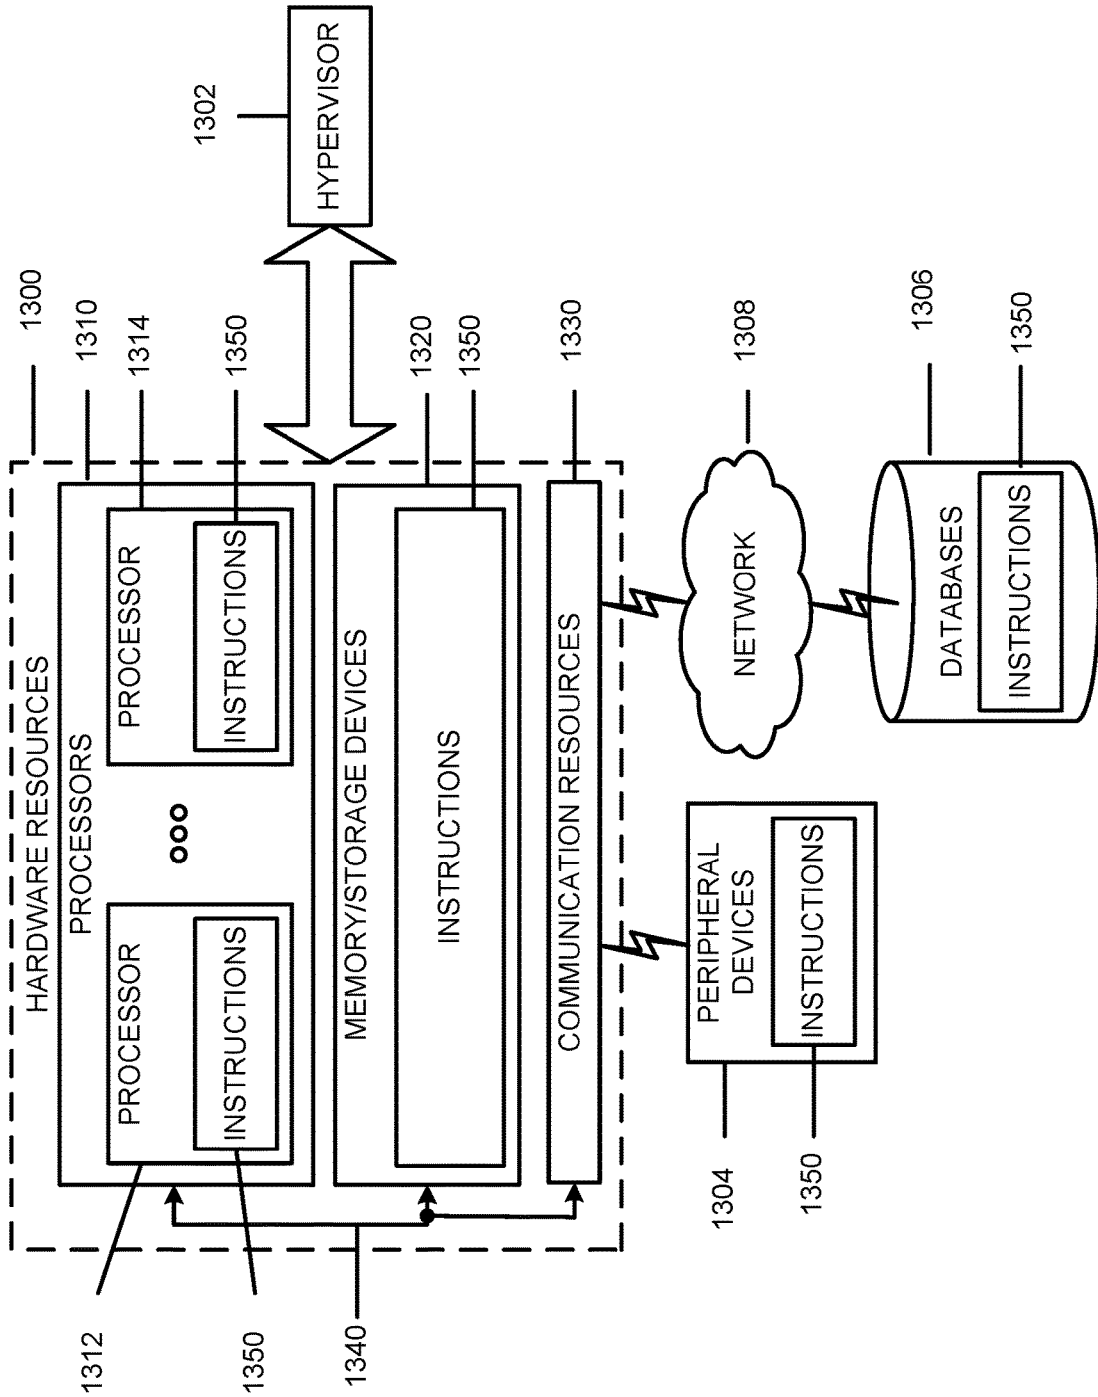 HARDWARE RESOURCES
1300
PROCESSORS
1310
PROCESSOR
PROCESSOR
1314
1312
INSTRUCTIONS
INSTRUCTIONS
1350
1350
1302
HYPERVISOR
MEMORY/STORAGE DEVICES
1320
INSTRUCTIONS
1350
1340
COMMUNICATION RESOURCES
1330
NETWORK
1308
PERIPHERAL
DEVICES
1304
INSTRUCTIONS
1350
DATABASES
1306
INSTRUCTIONS
1350